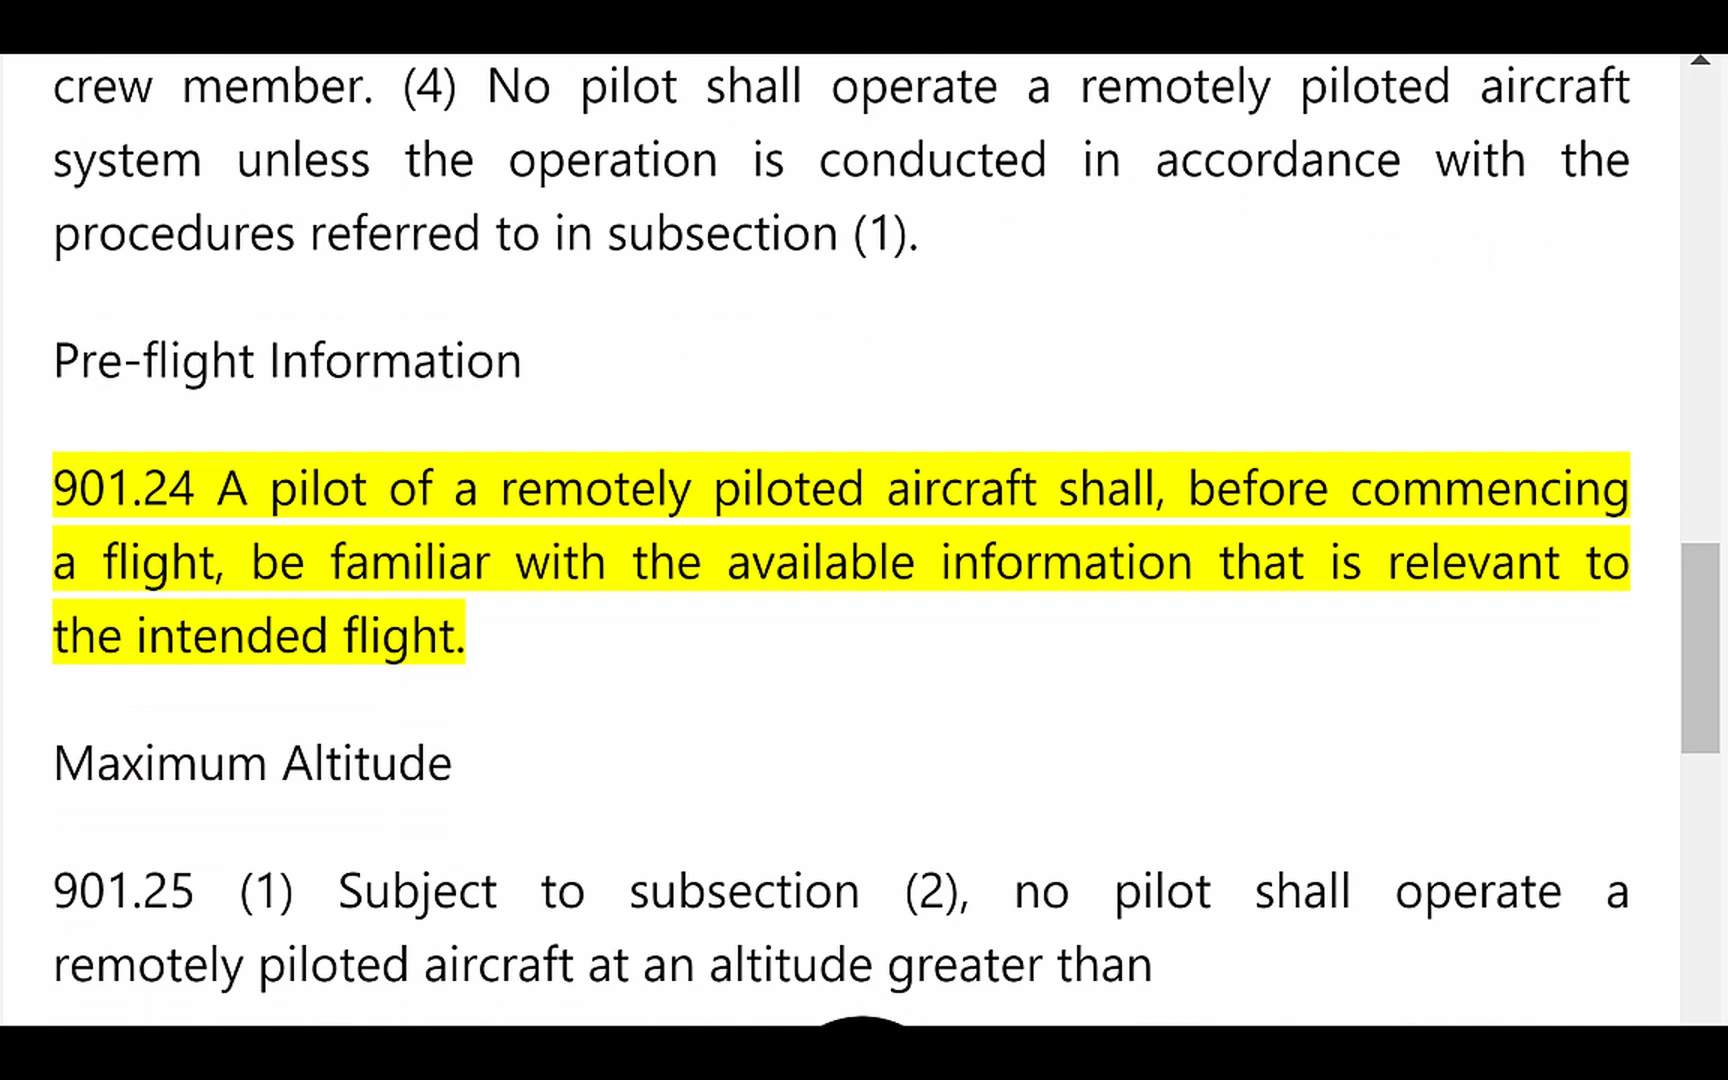 crew member. (4) No pilot shall operate a remotely piloted aircraft
system unless the operation is conducted in accordance with the
procedures referred to in subsection (1).
Pre-flight Information
901.24 A pilot of a remotely piloted aircraft shall, before commencing
a flight, be familiar with the available information that is relevant to
the intended flight.
Maximum Altitude
901.25 (1) Subject to subsection (2), no pilot shall operate a
remotely piloted aircraft at an altitude greater than